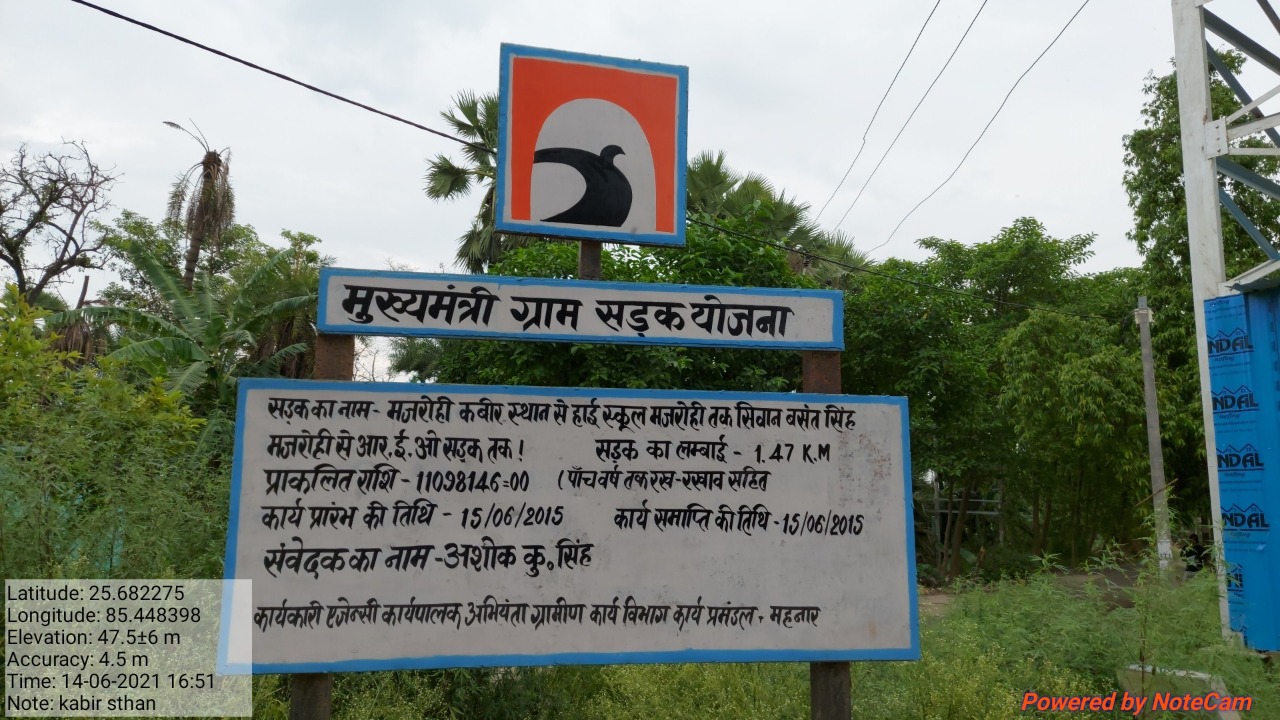 मुख्यमंत्री ग्राम सड़क योजना
सड़क का नाम - मजरोही कबीर स्थान से हाई स्कूल मजरोही तक सिवान बसंत सिंह
मजरोही से आर.ई.ओ सड़क तक ! सड़क का लम्बाई - 1.47 K.M
प्राकलित राशि - 11098146=00 (पाँच वर्ष तक रख-रखाव सहित
कार्य प्रारंभ की तिथि - 15/06/2015 कार्य समाप्ति की तिथि - 15/06/2015
संवेदक का नाम - अशोक कु. सिंह
कार्यकारी एजेन्सी कार्यपालक अभियंता ग्रामीण कार्य विभाग कार्य प्रमंडल, महनार
NDAL
NDAL
NDAL
NDAL
Latitude: 25.682275
Longitude: 85.448398
Elevation: 47.5±6 m
Accuracy: 4.5 m
Time: 14-06-2021 16:51
Note: kabir sthan
Powered by NoteCam